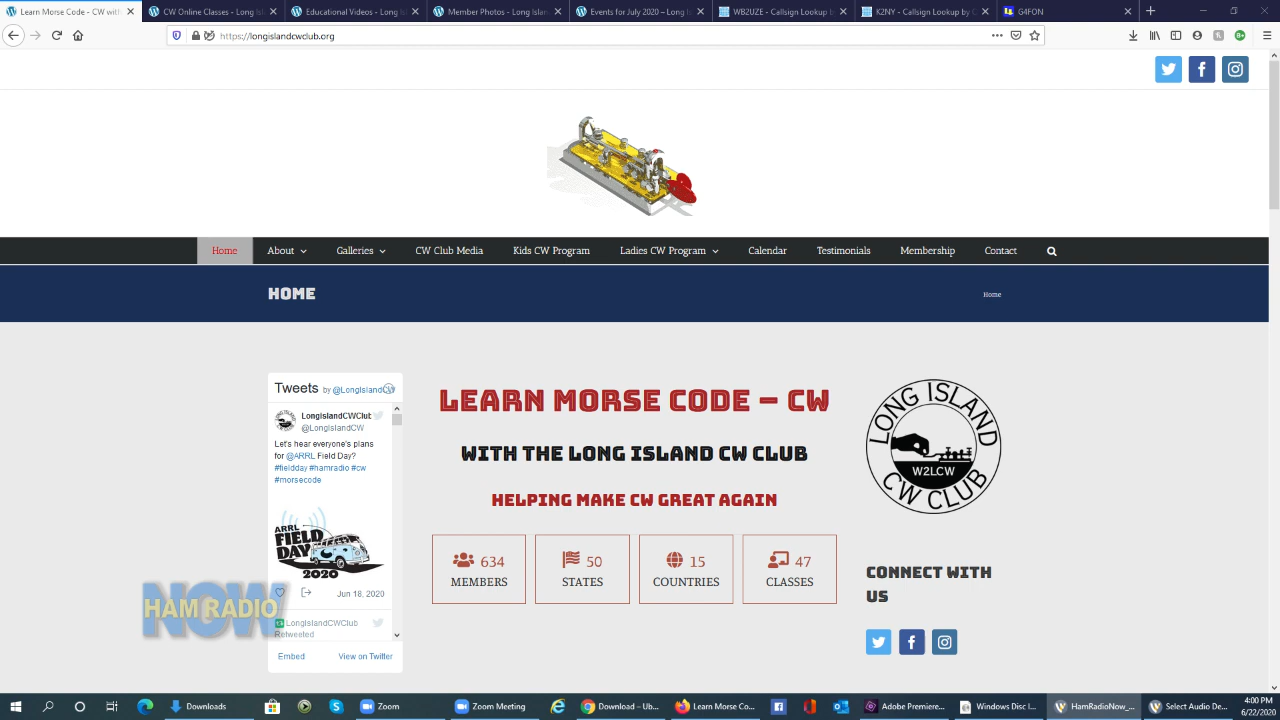 Learn Morse Code - CW with
CW Online Classes - Long Isl
Educational Videos - Long Isl
Member Photos - Long Island
Events for July 2020 – Long Is
WB2UZE - Callsign Lookup by
K2NY - Callsign Lookup by Q
G4FON
https://longislandcwclub.org
Home
About
Galleries
CW Club Media
Kids CW Program
Ladies CW Program
Calendar
Testimonials
Membership
Contact
HOME
Home
Tweets by @LongIslandCW
LongIslandCWClub
@LongIslandCW
Let's hear everyone's plans
for @ARRL Field Day?
#fieldday #hamradio #cw
#morsecode
ARRL
FIELD
DAY
2020
Jun 18, 2020
LongIslandCWClub
Retweeted
Embed
View on Twitter
LEARN MORSE CODE – CW
WITH THE LONG ISLAND CW CLUB
HELPING MAKE CW GREAT AGAIN
634
MEMBERS
50
STATES
15
COUNTRIES
47
CLASSES
LONG ISLAND
W2LCW
CW CLUB
CONNECT WITH
US
HAM RADIO
NOW
Downloads
Zoom
Zoom Meeting
Download – Ub...
Learn Morse Co...
Adobe Premiere...
Windows Disc I...
HamRadioNow_...
Select Audio De...
4:00 PM
6/22/2020